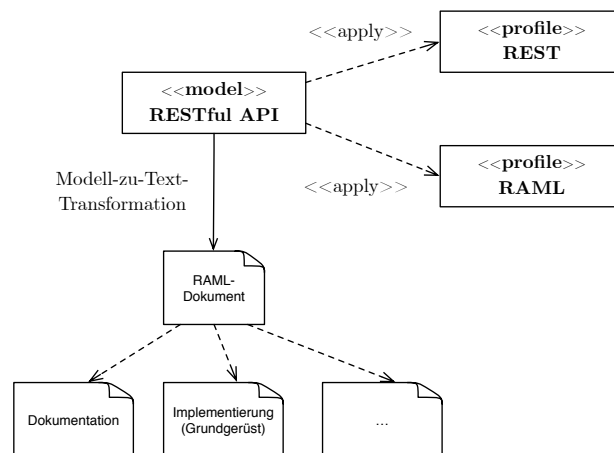 <<apply>>
<<profile>>
REST
<<model>>
RESTful API
<<apply>>
<<profile>>
RAML
Modell-zu-Text-
Transformation
RAML-
Dokument
Dokumentation
Implementierung
(Grundgerüst)
...